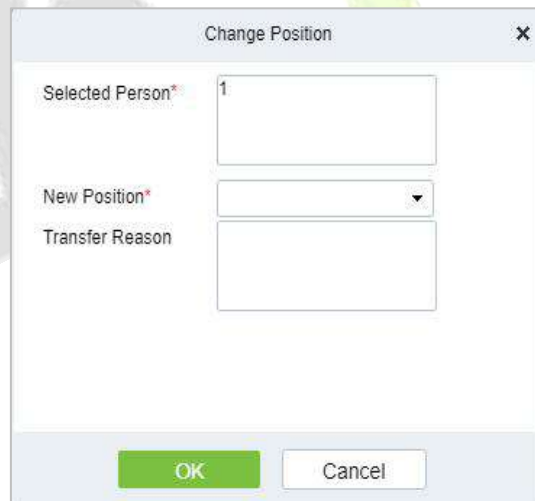 Change Position
Selected Person*
1
New Position*
Transfer Reason
OK
Cancel